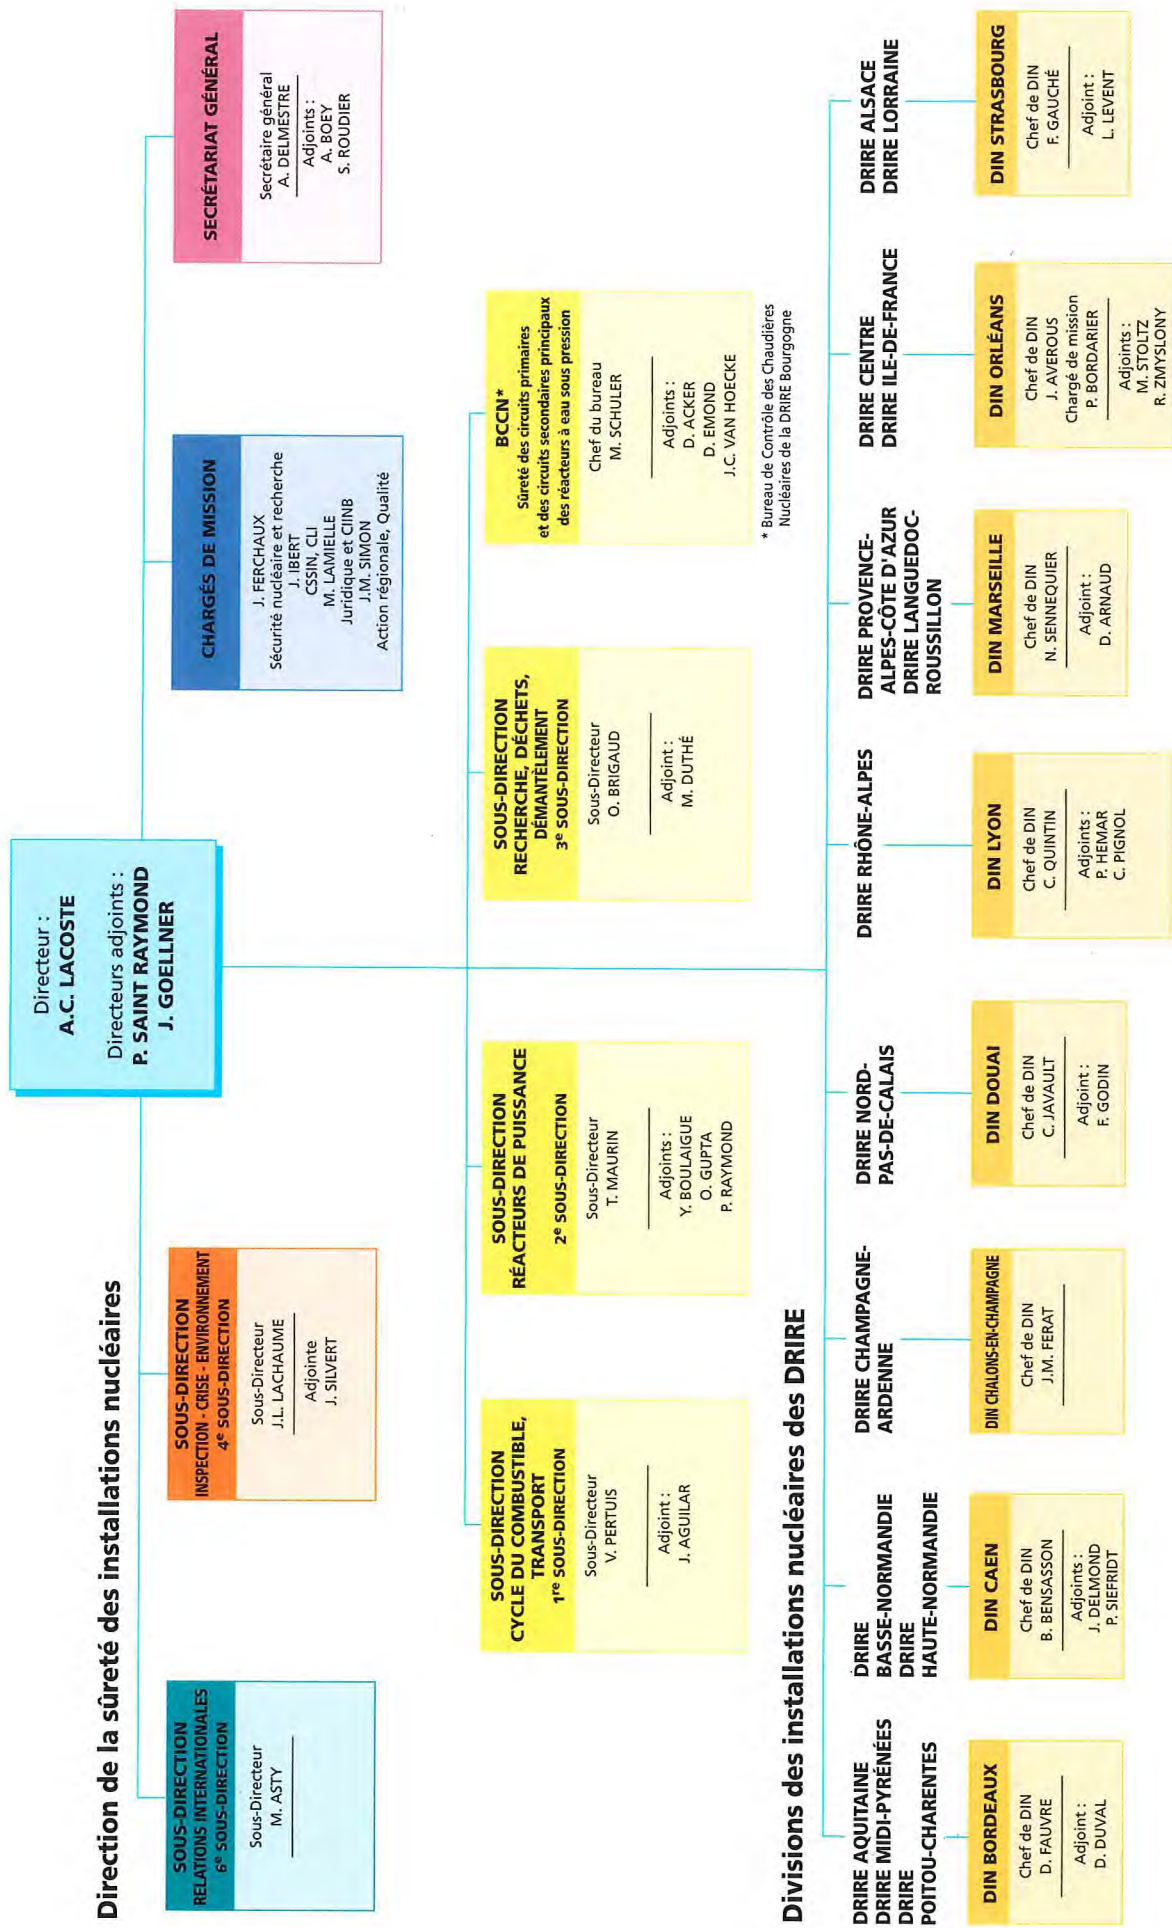 Direction de la sûreté des installations nucléaires
Directeur :
A.C. LACOSTE
Directeurs adjoints :
P. SAINT RAYMOND
J. GOELLNER
SOUS-DIRECTION
RELATIONS INTERNATIONALES
6e SOUS-DIRECTION
Sous-Directeur
M. ASTY
SOUS-DIRECTION
INSPECTION - CRISE - ENVIRONNEMENT
4e SOUS-DIRECTION
Sous-Directeur
J.L. LACHAUME
Adjointe
J. SILVERT
CHARGÉS DE MISSION
J. FERCHAUX
Sécurité nucléaire et recherche
J. IBERT
CSSIN, CLI
M. LAMIELLE
Juridique et CIINB
J.M. SIMON
Action régionale, Qualité
SECRÉTARIAT GÉNÉRAL
Secrétaire général
A. DELMESTRE
Adjoints :
A. BOEY
S. ROUDIER
SOUS-DIRECTION
CYCLE DU COMBUSTIBLE,
TRANSPORT
1re SOUS-DIRECTION
Sous-Directeur
V. PERTUIS
Adjoint :
J. AGUILAR
SOUS-DIRECTION
RÉACTEURS DE PUISSANCE
2e SOUS-DIRECTION
Sous-Directeur
T. MAURIN
Adjoints :
Y. BOULAIGUE
O. GUPTA
P. RAYMOND
SOUS-DIRECTION
RECHERCHE, DÉCHETS,
DÉMANTÈLEMENT
3e SOUS-DIRECTION
Sous-Directeur
O. BRIGAUD
Adjoint :
M. DUTHÉ
BCCN*
Sûreté des circuits primaires
et des circuits secondaires principaux
des réacteurs à eau sous pression
Chef du bureau
M. SCHULER
Adjoints :
D. ACKER
D. EMOND
J.C. VAN HOECKE
* Bureau de Contrôle des Chaudières
Nucléaires de la DRIRE Bourgogne
Divisions des installations nucléaires des DRIRE
DRIRE AQUITAINE
DRIRE MIDI-PYRÉNÉES
DRIRE
POITOU-CHARENTES
DIN BORDEAUX
Chef de DIN
D. FAUVRE
Adjoint :
D. DUVAL
DRIRE
BASSE-NORMANDIE
DRIRE
HAUTE-NORMANDIE
DIN CAEN
Chef de DIN
B. BENSASSON
Adjoints :
J. DELMOND
P. SIEFRIDT
DRIRE CHAMPAGNE-
ARDENNE
DIN CHALONS-EN-CHAMPAGNE
Chef de DIN
J.M. FERAT
DRIRE NORD-
PAS-DE-CALAIS
DIN DOUAI
Chef de DIN
C. JAVAULT
Adjoint :
F. GODIN
DRIRE RHÔNE-ALPES
DIN LYON
Chef de DIN
C. QUINTIN
Adjoints :
P. HEMAR
C. PIGNOL
DRIRE PROVENCE-
ALPES-CÔTE D'AZUR
DRIRE LANGUEDOC-
ROUSSILLON
DIN MARSEILLE
Chef de DIN
N. SENNEQUIER
Adjoint :
D. ARNAUD
DRIRE CENTRE
DRIRE ILE-DE-FRANCE
DIN ORLÉANS
Chef de DIN
J. AVEROUS
Chargé de mission
P. BORDARIER
Adjoints :
M. STOLTZ
R. ZMYSLONY
DRIRE ALSACE
DRIRE LORRAINE
DIN STRASBOURG
Chef de DIN
F. GAUCHÉ
Adjoint :
L. LEVENT